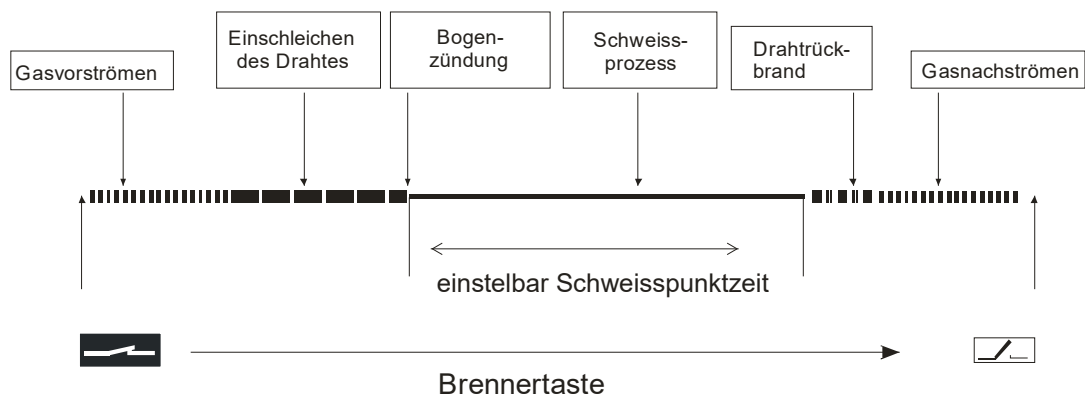 Gasvorströmen
Einschleichen
des Drahtes
Bogen-
zündung
Schweiss-
prozess
Drahtrück-
brand
Gasnachströmen
einstelbar Schweisspunktzeit
Brennertaste